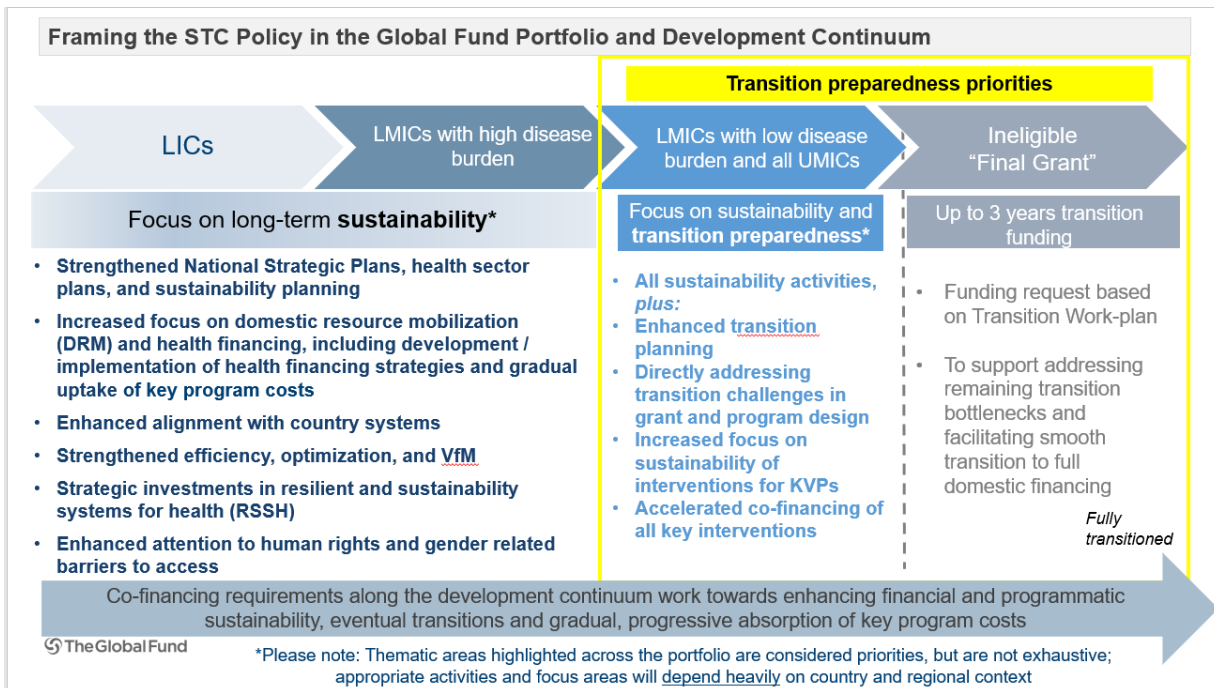 Framing the STC Policy in the Global Fund Portfolio and Development Continuum
Transition preparedness priorities
LICs
LMICs with high disease
burden
LMICs with low disease
burden and all UMICs
Ineligible
“Final Grant”
Focus on long-term sustainability*
• Strengthened National Strategic Plans, health sector
plans, and sustainability planning
• Increased focus on domestic resource mobilization
(DRM) and health financing, including development /
implementation of health financing strategies and gradual
uptake of key program costs
• Enhanced alignment with country systems
• Strengthened efficiency, optimization, and VfM
• Strategic investments in resilient and sustainability
systems for health (RSSH)
• Enhanced attention to human rights and gender related
barriers to access
Focus on sustainability and
transition preparedness*
• All sustainability activities,
plus:
• Enhanced transition
planning
• Directly addressing
transition challenges in
grant and program design
• Increased focus on
sustainability of
interventions for KVPs
• Accelerated co-financing of
all key interventions
Up to 3 years transition
funding
• Funding request based
on Transition Work-plan
• To support addressing
remaining transition
bottlenecks and
facilitating smooth
transition to full
domestic financing
Fully
transitioned
Co-financing requirements along the development continuum work towards enhancing financial and programmatic
sustainability, eventual transitions and gradual, progressive absorption of key program costs
The Global Fund
*Please note: Thematic areas highlighted across the portfolio are considered priorities, but are not exhaustive;
appropriate activities and focus areas will depend heavily on country and regional context